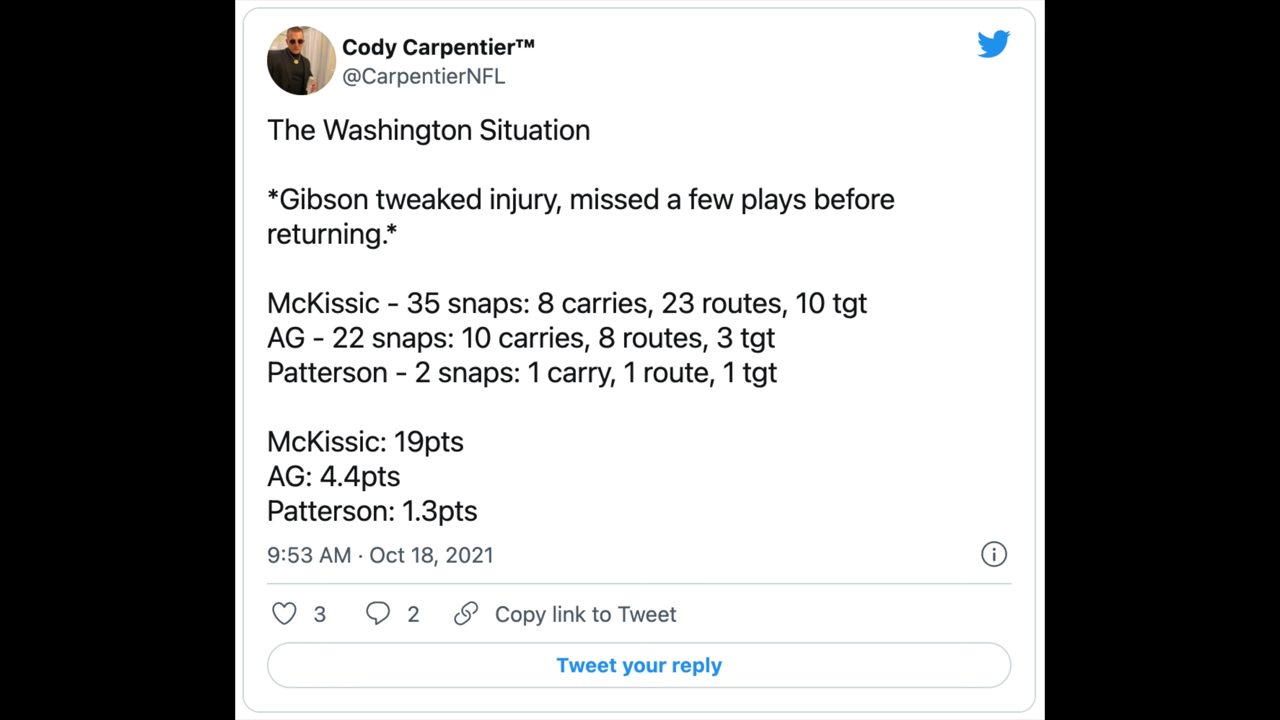 Cody Carpentier™
@CarpentierNFL
The Washington Situation
*Gibson tweaked injury, missed a few plays before
returning.*
McKissic - 35 snaps: 8 carries, 23 routes, 10 tgt
AG - 22 snaps: 10 carries, 8 routes, 3 tgt
Patterson - 2 snaps: 1 carry, 1 route, 1 tgt
McKissic: 19pts
AG: 4.4pts
Patterson: 1.3pts
9:53 AM · Oct 18, 2021
3 2 Copy link to Tweet
Tweet your reply